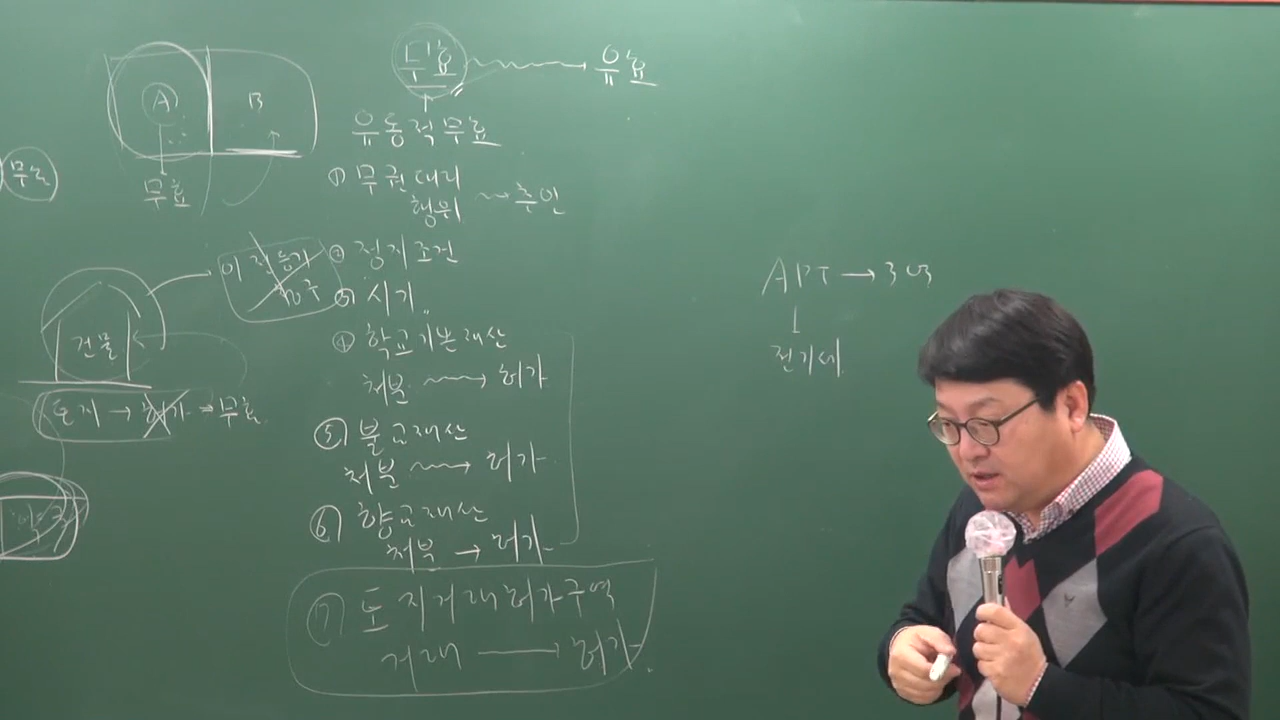 A B
무효
무효
건물
이전등기
토지 → 허가 → 무효
무효 → 유효
유동적무효
① 무권대리
행위 → 추인
② 정지조건
③ 시기
④ 학교기본재산
처분 → 허가
⑤ 불교재산
처분 → 허가
⑥ 향교재산
처분 → 허가
⑦ 토지거래허가구역
거래 → 허가
APT → 3억
전기세